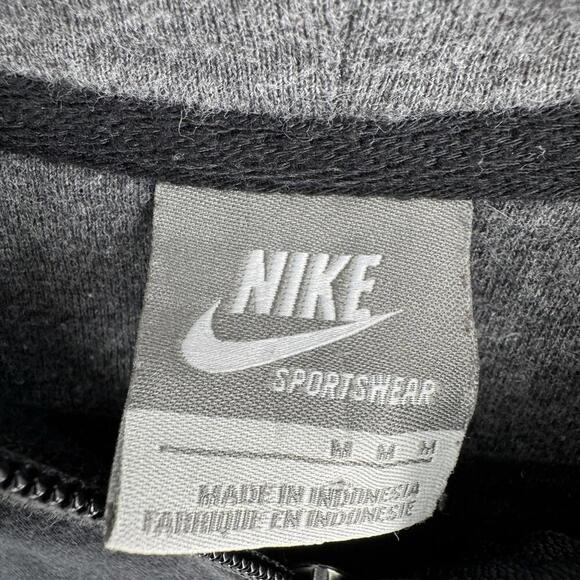 NIKE
SPORTSWEAR
M M M
MADE IN INDONESIA
FABRIQUE EN INDONESIE